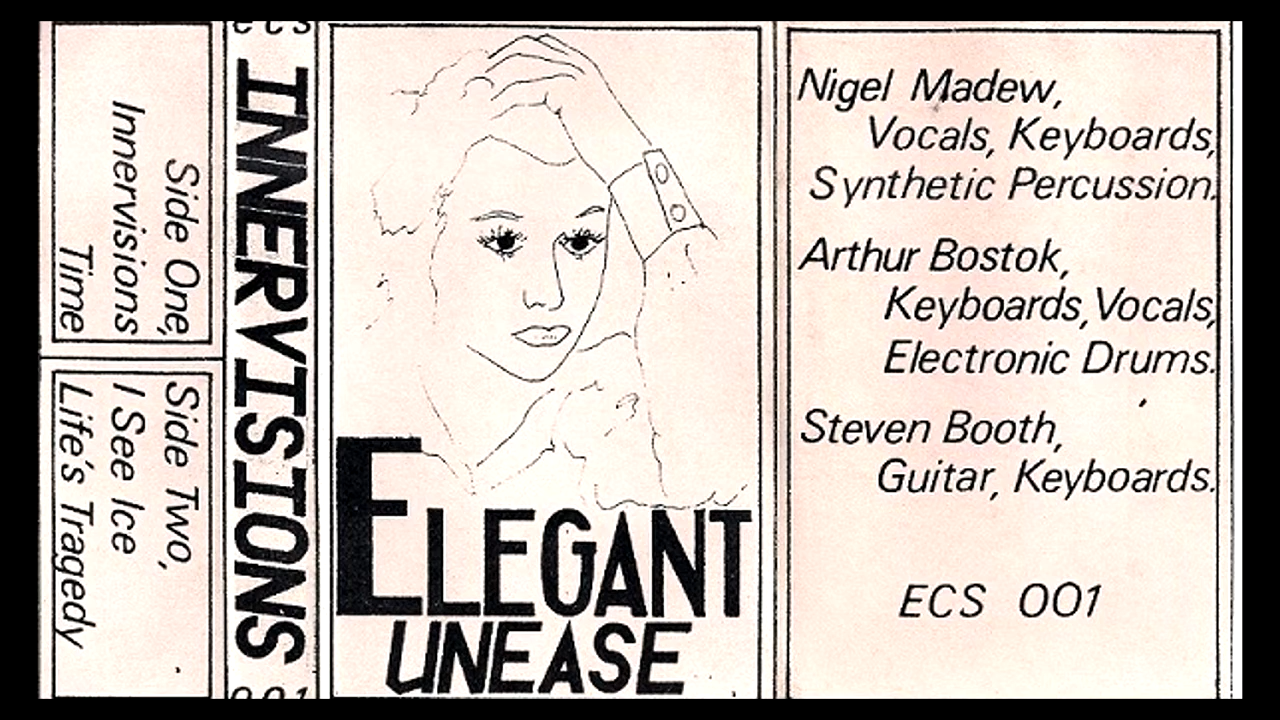 Side One,
Innervisions
Time
Side Two,
I See Ice
Life's Tragedy
ecs
INNERVISIONS
001
ELEGANT
UNEASE
Nigel Madew,
Vocals, Keyboards,
Synthetic Percussion.
Arthur Bostok,
Keyboards, Vocals,
Electronic Drums.
Steven Booth,
Guitar, Keyboards.
ECS 001